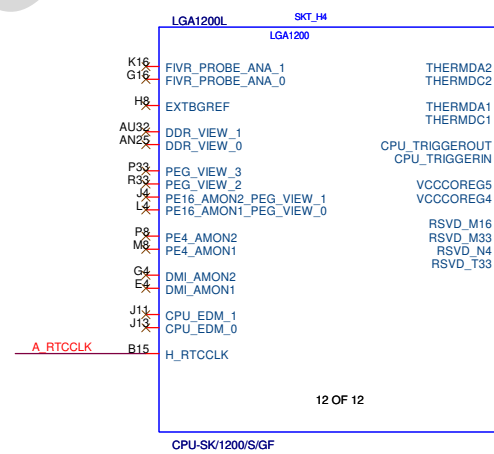 LGA1200L SKT_H4
LGA1200
K16 FIVR_PROBE_ANA_1 THERMDA2
G16 FIVR_PROBE_ANA_0 THERMDC2
H8 EXTBGREF THERMDA1
THERMDC1
AU32 DDR_VIEW_1
AN25 DDR_VIEW_0 CPU_TRIGGEROUT
CPU_TRIGGERIN
P33 PEG_VIEW_3
R33 PEG_VIEW_2 VCCCOREG5
J4 PE16_AMON2_PEG_VIEW_1 VCCCOREG4
L4 PE16_AMON1_PEG_VIEW_0
RSVD_M16
P8 PE4_AMON2 RSVD_M33
M8 PE4_AMON1 RSVD_N4
RSVD_T33
G4 DMI_AMON2
E4 DMI_AMON1
J11 CPU_EDM_1
J13 CPU_EDM_0
A_RTCCLK B15 H_RTCCLK
12 OF 12
CPU-SK/1200/S/GF